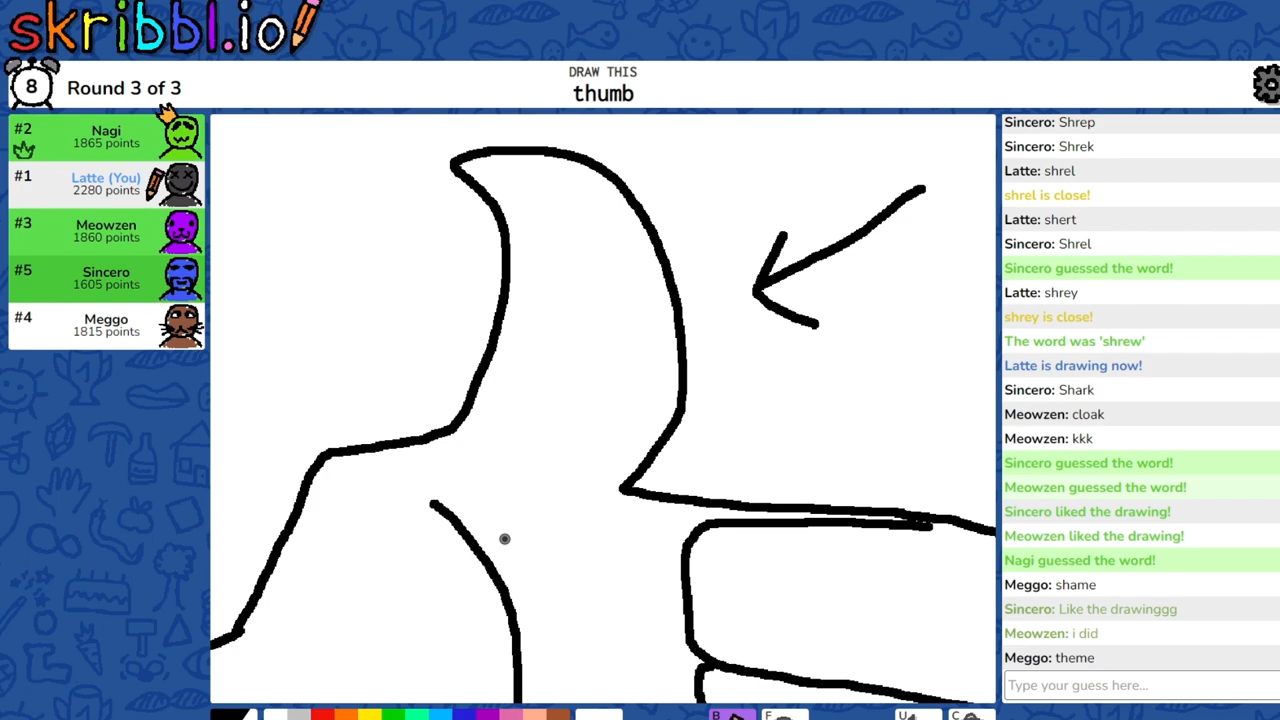 skribbl.io
8
Round 3 of 3
DRAW THIS
thumb
#2
Nagi
1865 points
#1
Latte (You)
2280 points
#3
Meowzen
1860 points
#5
Sincero
1605 points
#4
Meggo
1815 points
Sincero: Shrep
Sincero: Shrek
Latte: shrel
shrel is close!
Latte: shert
Sincero: Shrel
Sincero guessed the word!
Latte: shrey
shrey is close!
The word was 'shrew'
Latte is drawing now!
Sincero: Shark
Meowzen: cloak
Meowzen: kkk
Sincero guessed the word!
Meowzen guessed the word!
Sincero liked the drawing!
Meowzen liked the drawing!
Nagi guessed the word!
Meggo: shame
Sincero: Like the drawinggg
Meowzen: i did
Meggo: theme
Type your guess here...
B F U C